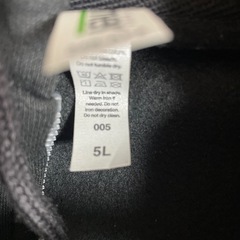 Do not tumble dry.
Line dry in shade.
Warm iron if
needed. Do not
iron decoration.
Do not dry clean.
005
5L